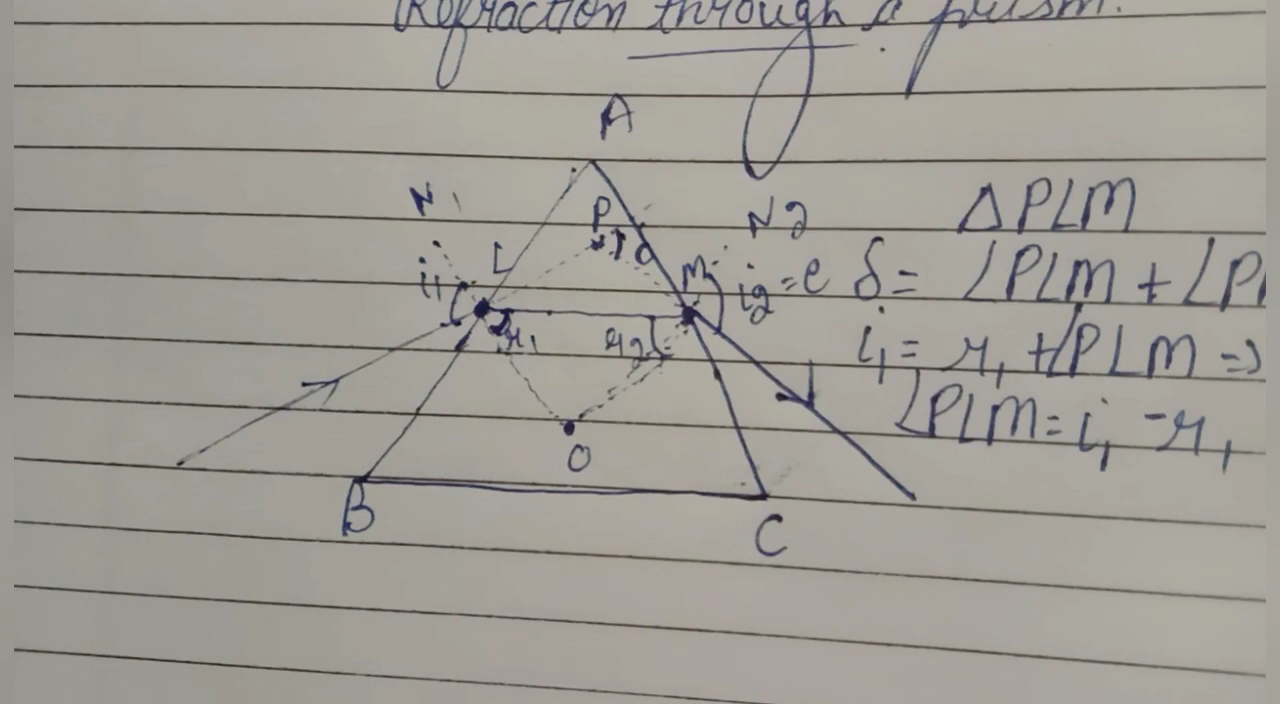 Refraction through a prism.
A
N1
P
N2
ΔPLM
L
δ
M
i1
i2=e
δ= ∠PLM + ∠P
r1
r2
i1= r1 + ∠PLM =>
∠PLM= i1 -r1
O
B
C